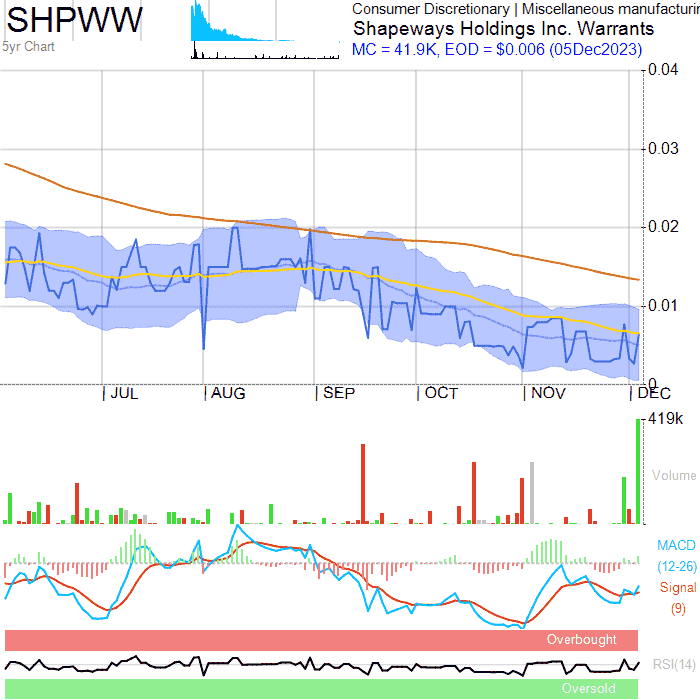 SHPWW
5yr Chart
Consumer Discretionary | Miscellaneous manufacturin
Shapeways Holdings Inc. Warrants
MC = 41.9K, EOD = $0.006 (05Dec2023)
0.04
0.03
0.02
0.01
0
JUL AUG SEP OCT NOV DEC
419k
Volume
MACD
(12-26)
Signal
(9)
Overbought
RSI(14)
Oversold